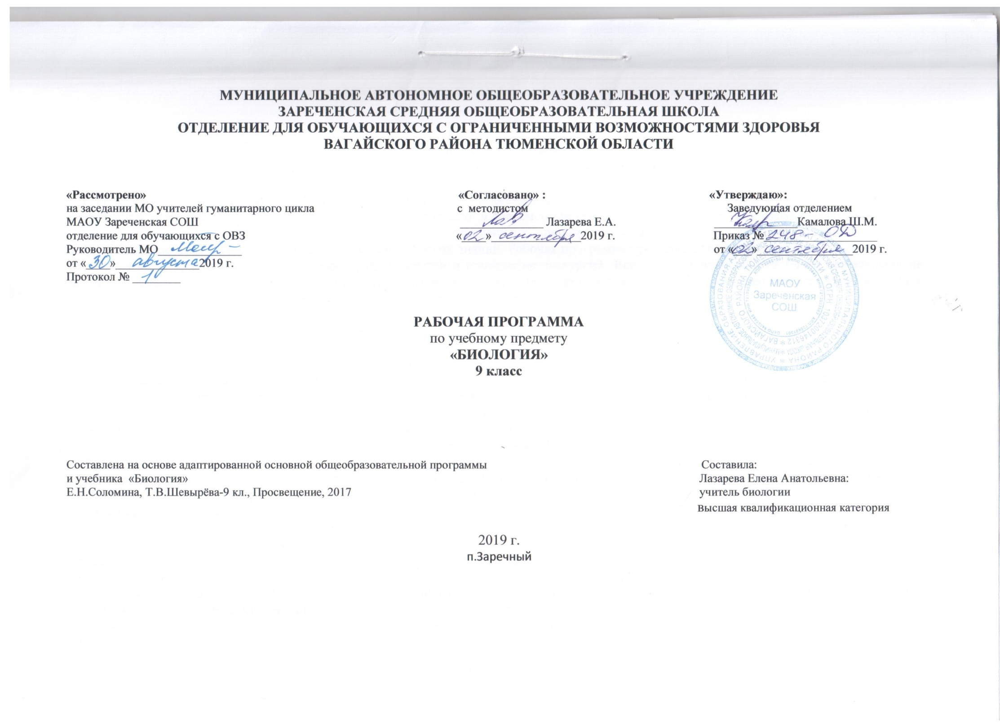 МУНИЦИПАЛЬНОЕ АВТОНОМНОЕ ОБЩЕОБРАЗОВАТЕЛЬНОЕ УЧРЕЖДЕНИЕ
ЗАРЕЧЕНСКАЯ СРЕДНЯЯ ОБЩЕОБРАЗОВАТЕЛЬНАЯ ШКОЛА
ОТДЕЛЕНИЕ ДЛЯ ОБУЧАЮЩИХСЯ С ОГРАНИЧЕННЫМИ ВОЗМОЖНОСТЯМИ ЗДОРОВЬЯ
ВАГАЙСКОГО РАЙОНА ТЮМЕНСКОЙ ОБЛАСТИ
«Рассмотрено»
на заседании МО учителей гуманитарного цикла
МАОУ Зареченская СОШ
отделение для обучающихся с ОВЗ
Руководитель МО
от «30» августа 2019 г.
Протокол № 1
«Согласовано» :
с методистом
Лазарева Е.А.
«02» сентября 2019 г.
«Утверждаю»:
Заведующая отделением
Камалова Ш.М.
Приказ № 248 - ОД
от «02» сентября 2019 г.
МАОУ
Зареченская
СОШ
РАБОЧАЯ ПРОГРАММА
по учебному предмету
«БИОЛОГИЯ»
9 класс
Составлена на основе адаптированной основной общеобразовательной программы
и учебника «Биология»
Е.Н.Соломина, Т.В.Шевырёва-9 кл., Просвещение, 2017
Составила:
Лазарева Елена Анатольевна:
учитель биологии
высшая квалификационная категория
2019 г.
п.Заречный